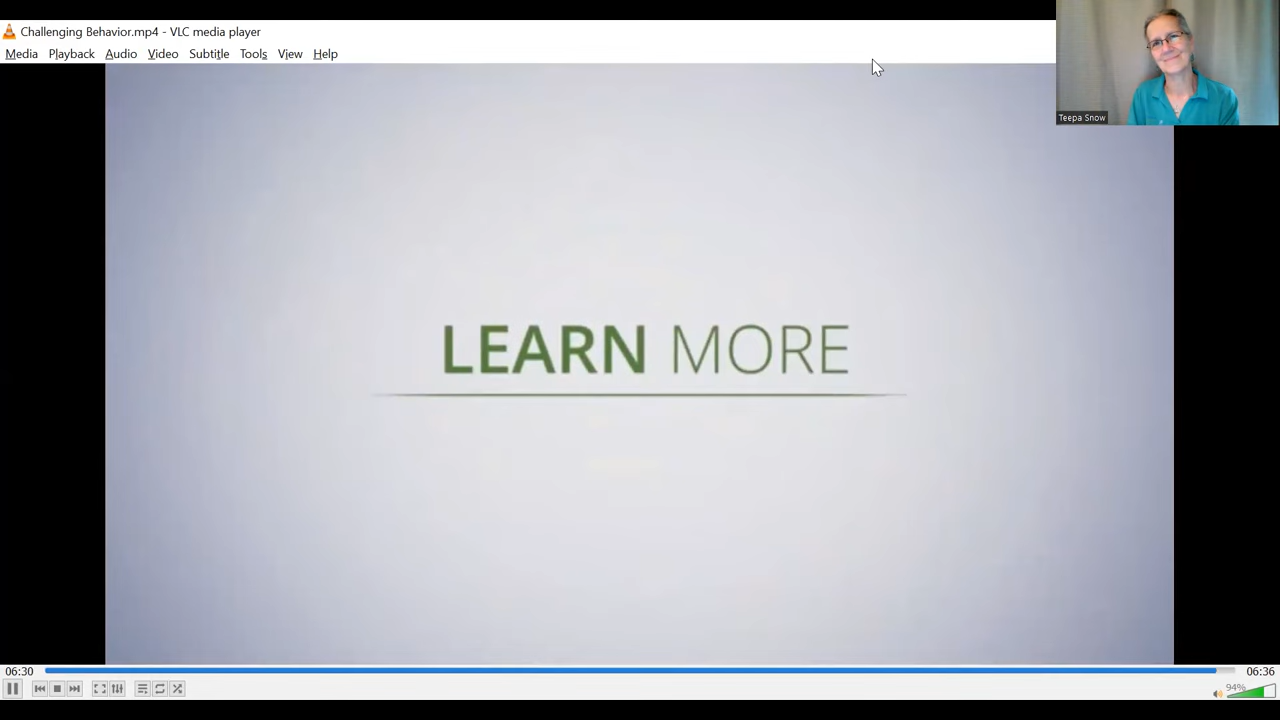 Challenging Behavior.mp4 - VLC media player
Media Playback Audio Video Subtitle Tools View Help
Teepa Snow
LEARN MORE
06:30
06:36
94%